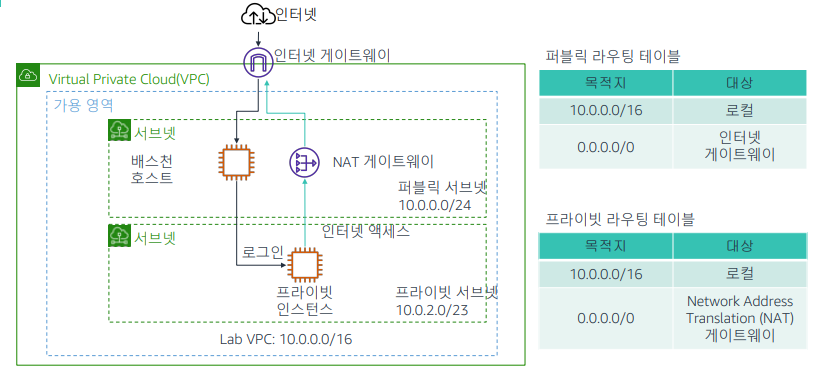 인터넷
인터넷 게이트웨이
Virtual Private Cloud(VPC)
가용 영역
서브넷
배스천
호스트
NAT 게이트웨이
퍼블릭 서브넷
10.0.0.0/24
서브넷
인터넷 액세스
로그인
프라이빗
인스턴스
프라이빗 서브넷
10.0.2.0/23
Lab VPC: 10.0.0.0/16
퍼블릭 라우팅 테이블
목적지 대상
10.0.0.0/16 로컬
0.0.0.0/0 인터넷
게이트웨이
프라이빗 라우팅 테이블
목적지 대상
10.0.0.0/16 로컬
0.0.0.0/0 Network Address
Translation (NAT)
게이트웨이